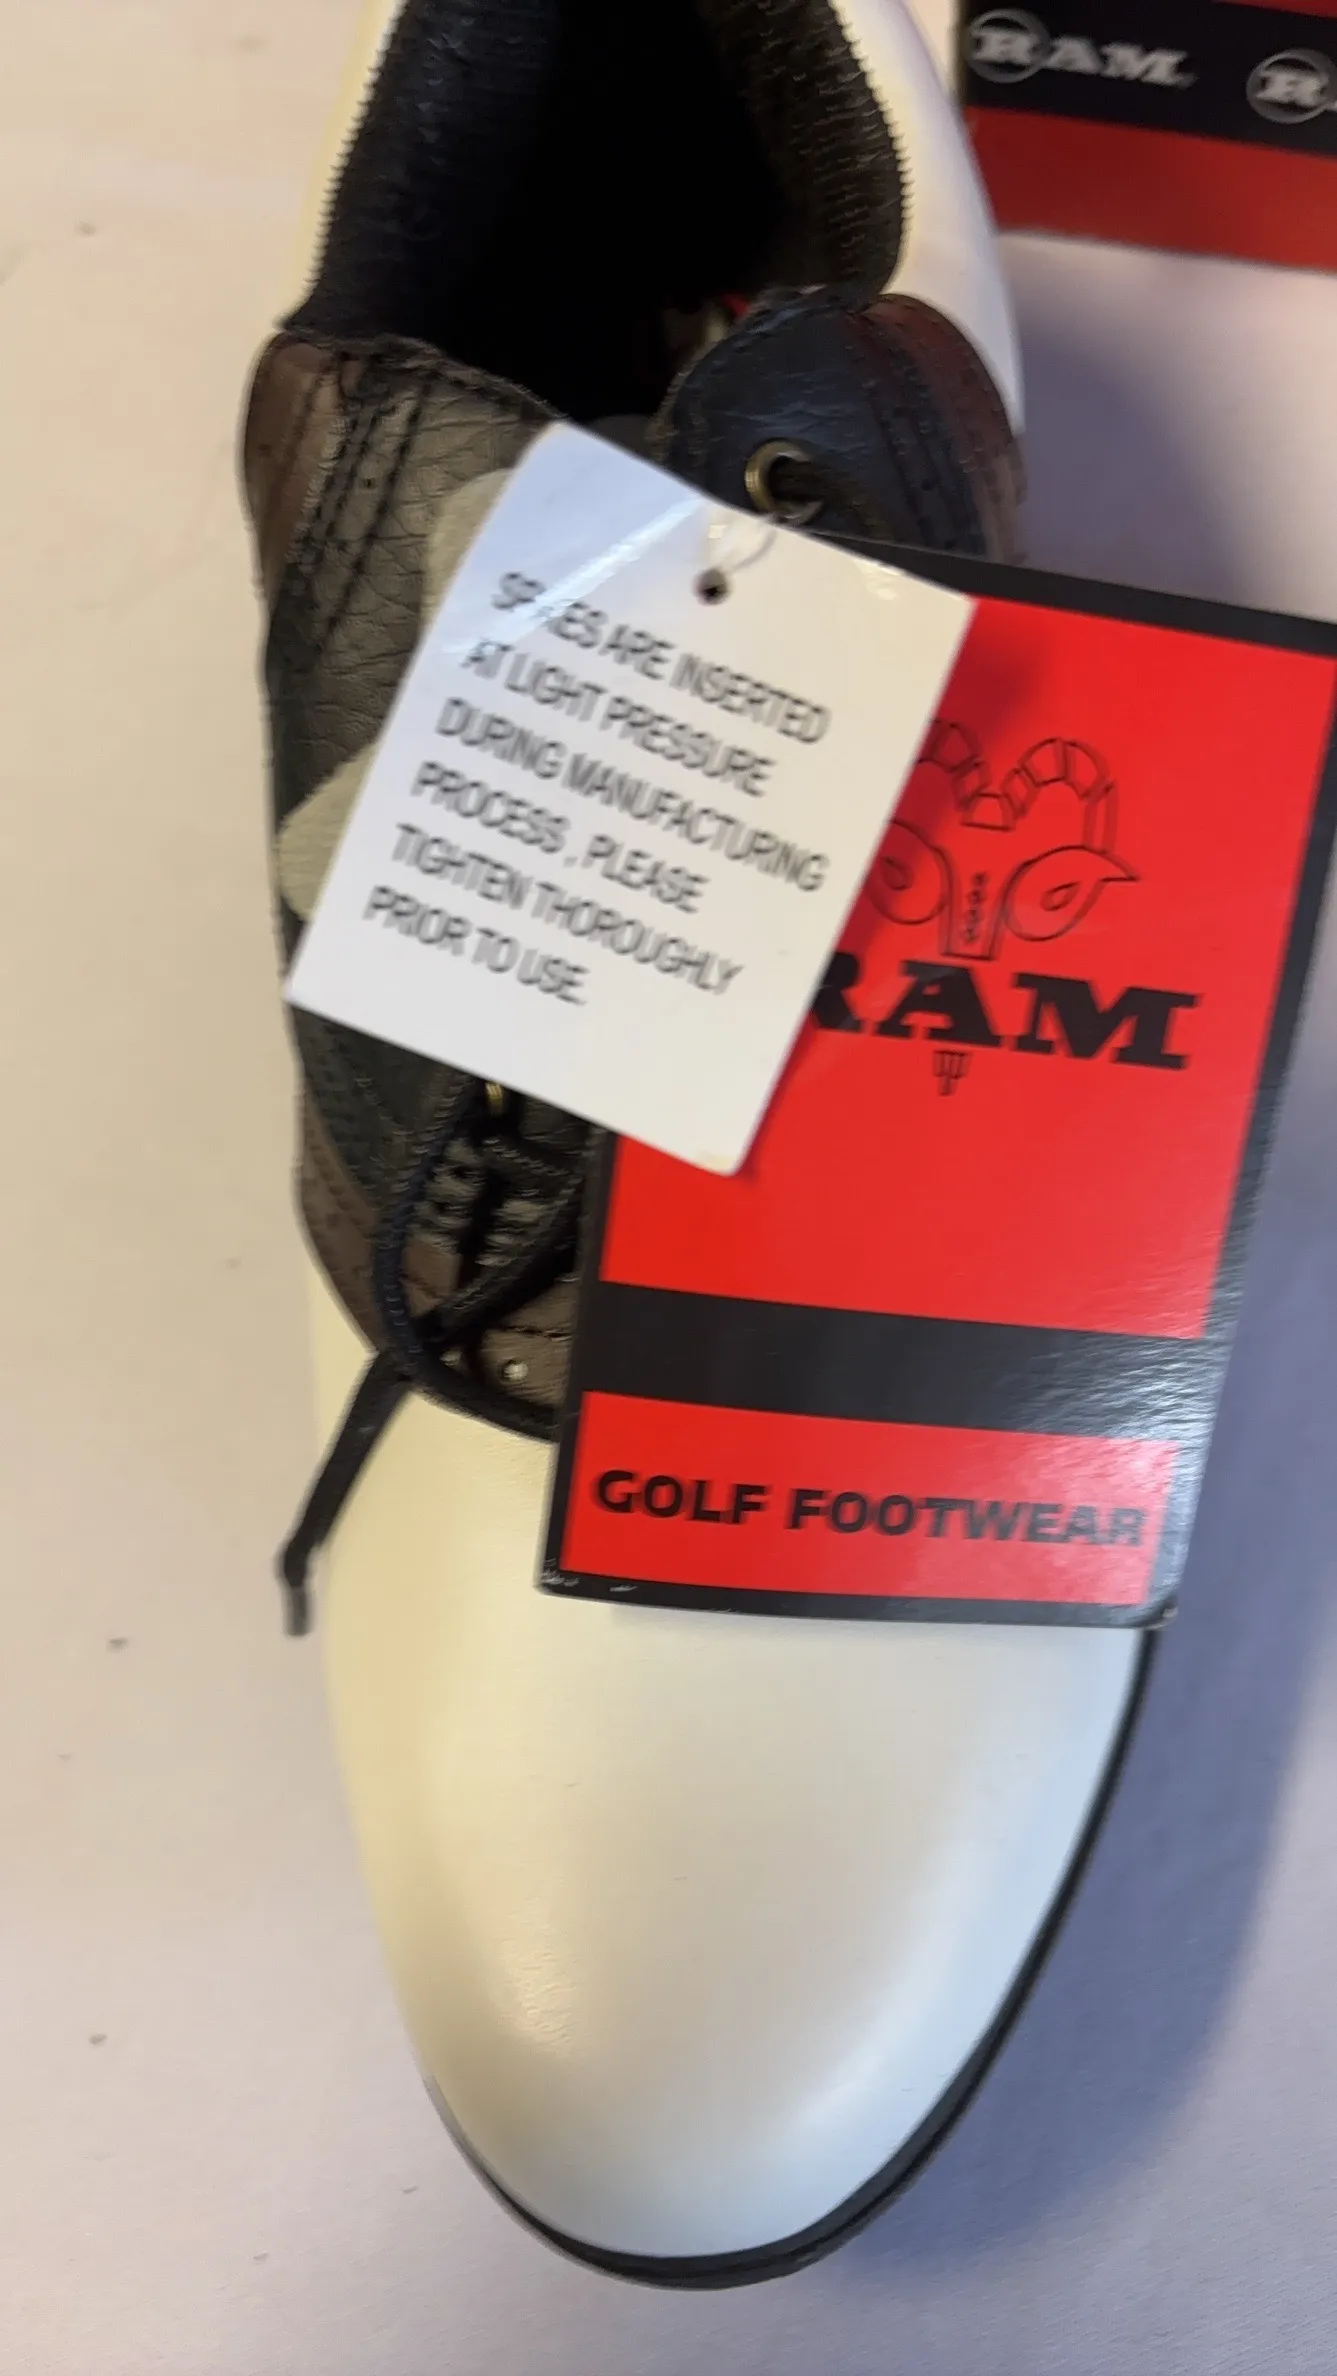 RAM
R
SPIKES ARE INSERTED
AT LIGHT PRESSURE
DURING MANUFACTURING
PROCESS, PLEASE
TIGHTEN THOROUGHLY
PRIOR TO USE.
RAM
GOLF FOOTWEAR